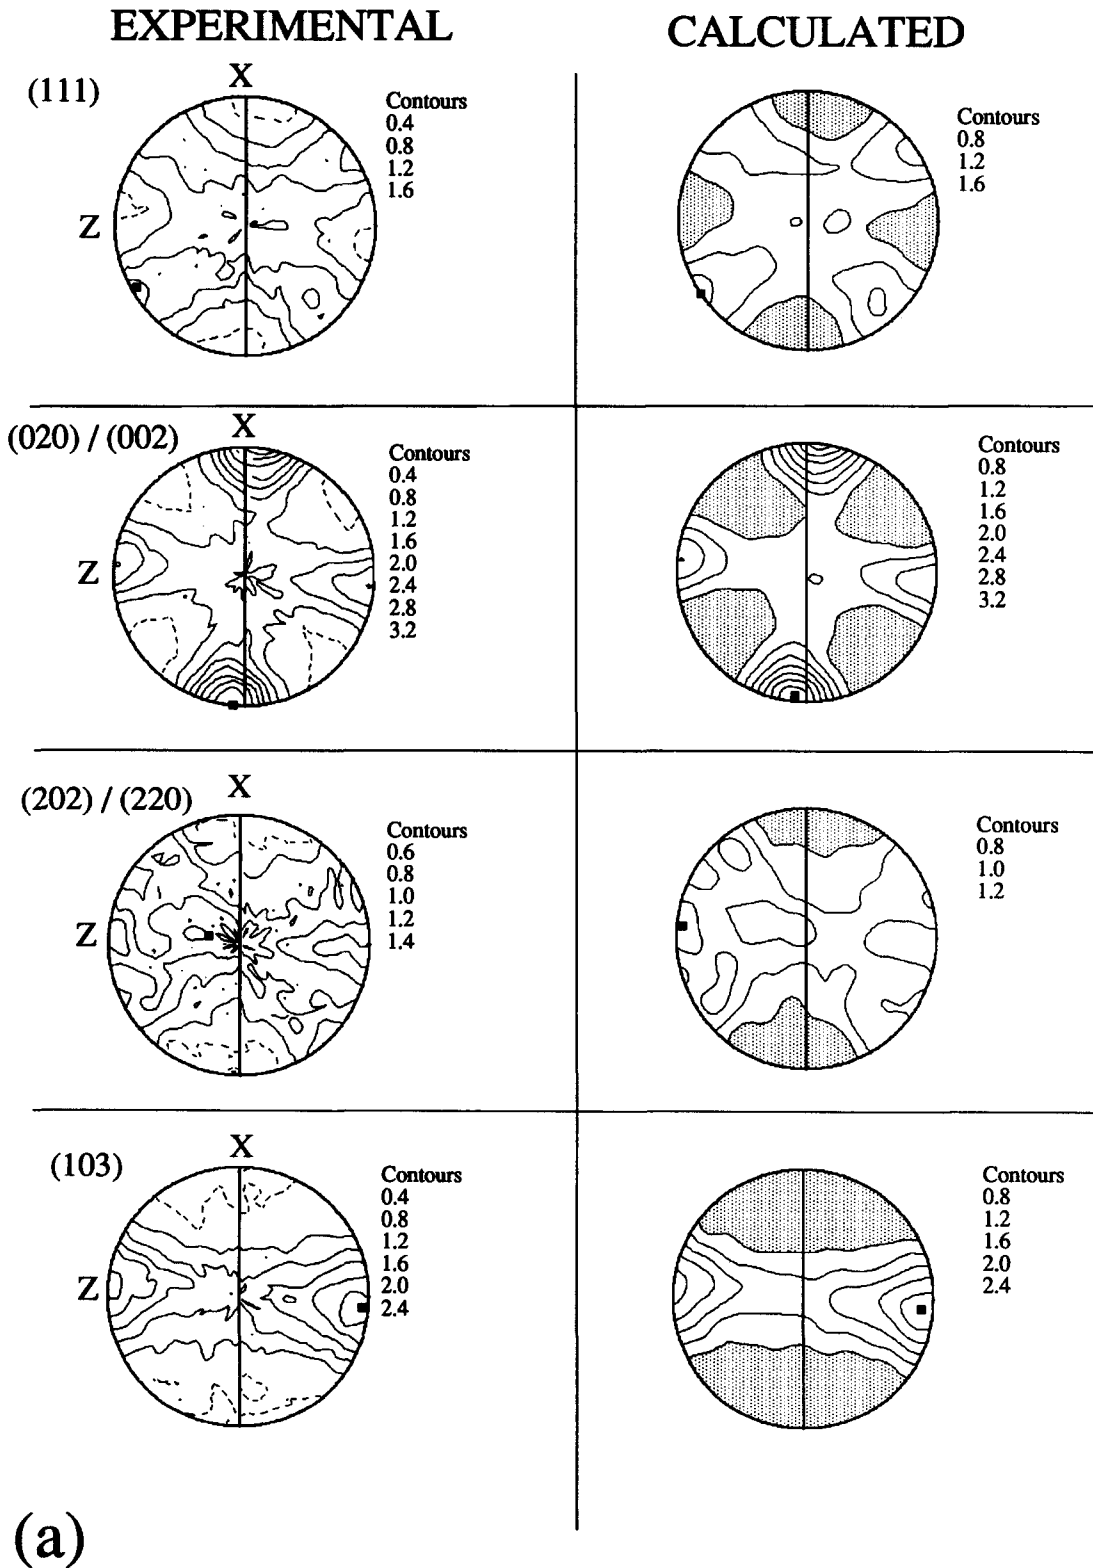 EXPERIMENTAL
CALCULATED
(111)
X
Z
Contours
0.4
0.8
1.2
1.6
Contours
0.8
1.2
1.6
(020) / (002)
X
Z
Contours
0.4
0.8
1.2
1.6
2.0
2.4
2.8
3.2
Contours
0.8
1.2
1.6
2.0
2.4
2.8
3.2
(202) / (220)
X
Z
Contours
0.6
0.8
1.0
1.2
1.4
Contours
0.8
1.0
1.2
(103)
X
Z
Contours
0.4
0.8
1.2
1.6
2.0
2.4
Contours
0.8
1.2
1.6
2.0
2.4
(a)